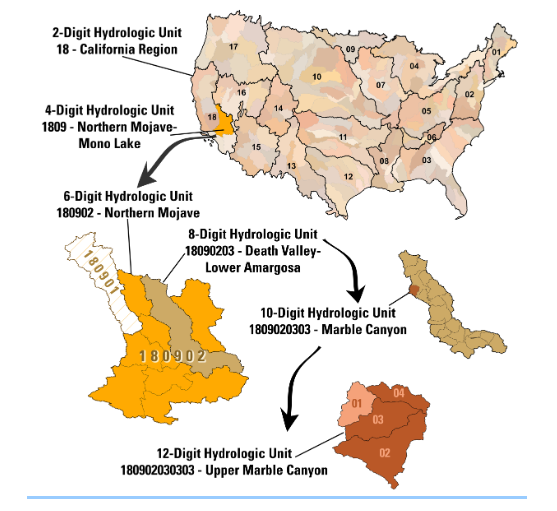 2-Digit Hydrologic Unit
18 - California Region
17
09
01
04
10
07
02
16
14
18
05
11
06
15
08
03
13
12
4-Digit Hydrologic Unit
1809 - Northern Mojave-
Mono Lake
6-Digit Hydrologic Unit
180902 - Northern Mojave
8-Digit Hydrologic Unit
18090203 - Death Valley-
Lower Amargosa
180901
180902
10-Digit Hydrologic Unit
1809020303 - Marble Canyon
04
01
03
02
12-Digit Hydrologic Unit
180902030303 - Upper Marble Canyon